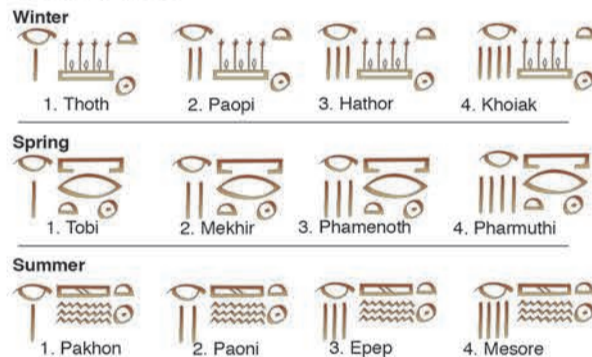 Winter
1. Thoth 2. Paopi 3. Hathor 4. Khoiak
Spring
1. Tobi 2. Mekhir 3. Phamenoth 4. Pharmuthi
Summer
1. Pakhon 2. Paoni 3. Epep 4. Mesore